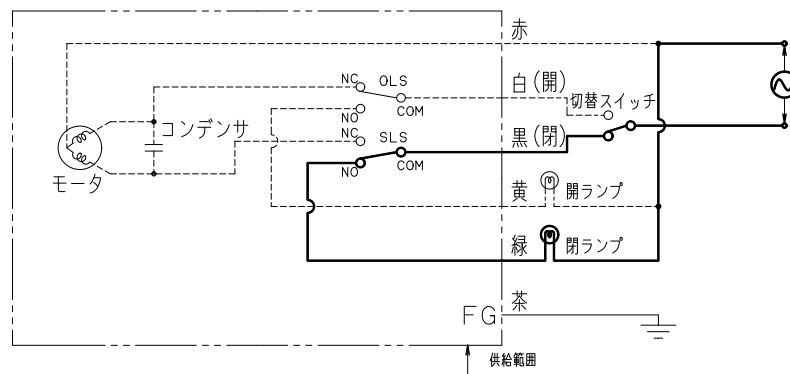 赤
NC OLS
白(開)
切替スイッチ
COM
NO
コンデンサ
NC SLS
黒(閉)
モータ
NO
COM
黄
開ランプ
緑
閉ランプ
FG
茶
供給範囲